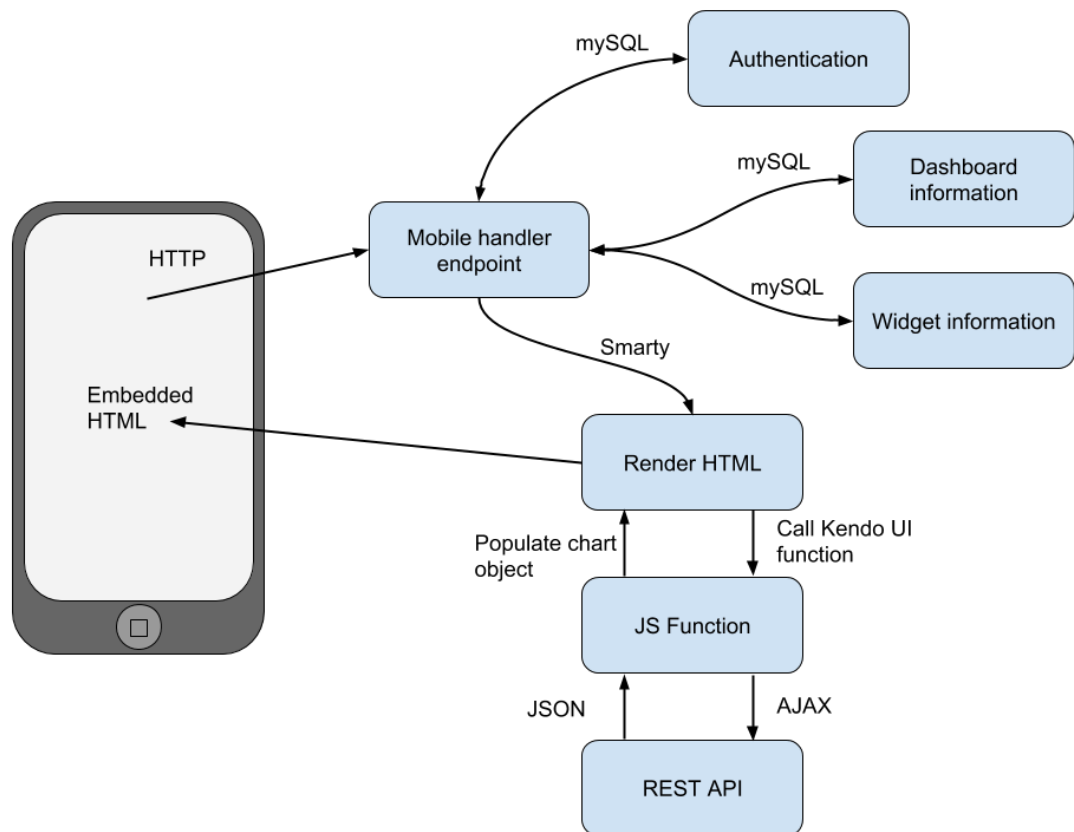 mySQL
Authentication
mySQL
Dashboard
information
HTTP
Mobile handler
endpoint
mySQL
Widget information
Smarty
Embedded
HTML
Render HTML
Populate chart
object
Call Kendo UI
function
JS Function
JSON
AJAX
REST API